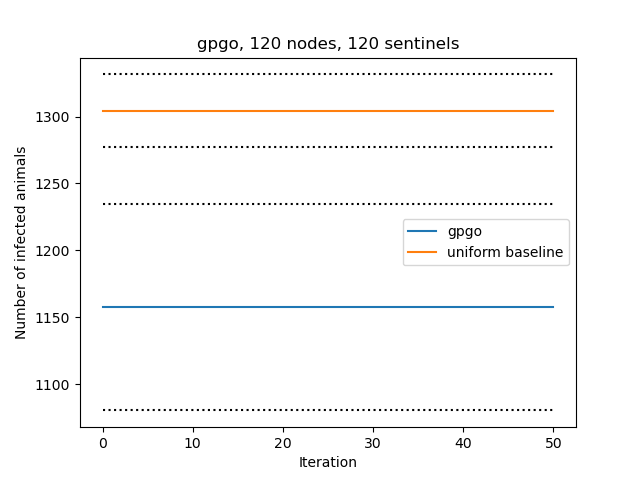 gpgo, 120 nodes, 120 sentinels
Number of infected animals
1300
1250
1200
1150
1100
gpgo
uniform baseline
0 10 20 30 40 50
Iteration